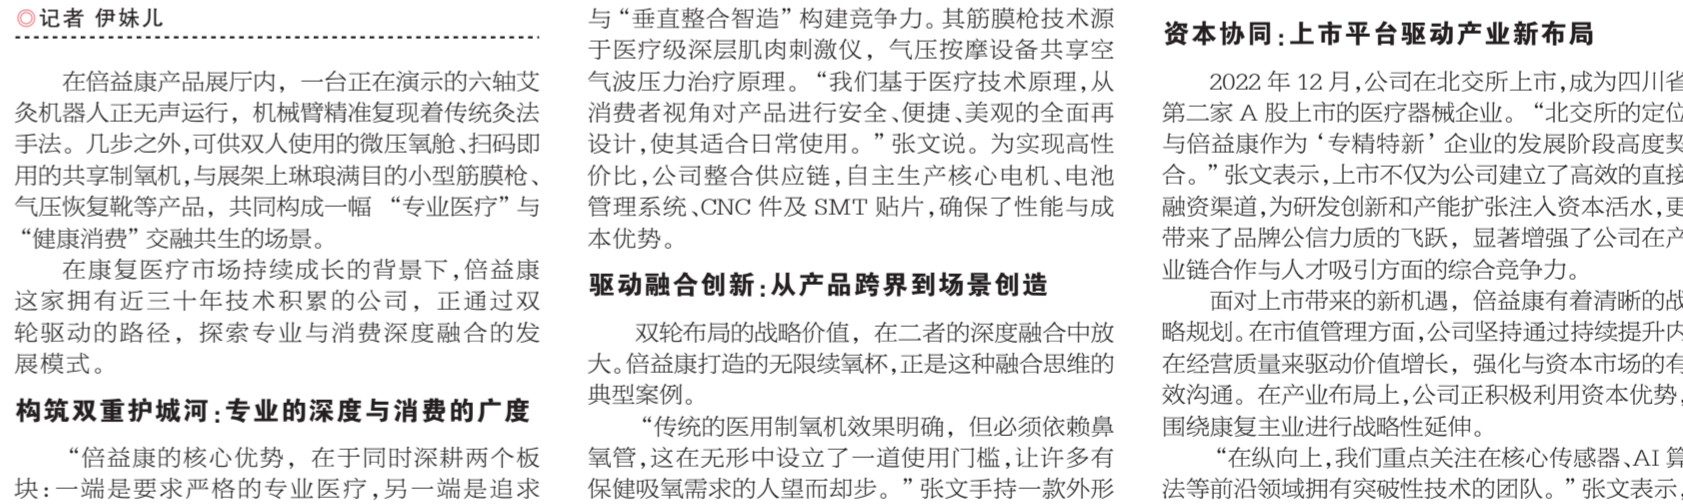 ◎记者 伊妹儿
在倍益康产品展厅内，一台正在演示的六轴艾
灸机器人正无声运行，机械臂精准复现着传统灸法
手法。几步之外,可供双人使用的微压氧舱、扫码即
用的共享制氧机,与展架上琳琅满目的小型筋膜枪、
气压恢复靴等产品，共同构成一幅 “专业医疗”与
“健康消费”交融共生的场景。
在康复医疗市场持续成长的背景下,倍益康
这家拥有近三十年技术积累的公司，正通过双
轮驱动的路径，探索专业与消费深度融合的发
展模式。
构筑双重护城河:专业的深度与消费的广度
“倍益康的核心优势，在于同时深耕两个板
块:一端是要求严格的专业医疗,另一端是追求
与“垂直整合智造”构建竞争力。其筋膜枪技术源
于医疗级深层肌肉刺激仪，气压按摩设备共享空
气波压力治疗原理。“我们基于医疗技术原理,从
消费者视角对产品进行安全、便捷、美观的全面再
设计,使其适合日常使用。”张文说。为实现高性
价比,公司整合供应链,自主生产核心电机、电池
管理系统、CNC 件及 SMT 贴片,确保了性能与成
本优势。
驱动融合创新:从产品跨界到场景创造
双轮布局的战略价值，在二者的深度融合中放
大。倍益康打造的无限续氧杯,正是这种融合思维的
典型案例。
“传统的医用制氧机效果明确，但必须依赖鼻
氧管,这在无形中设立了一道使用门槛,让许多有
保健吸氧需求的人望而却步。”张文手持一款外形
资本协同:上市平台驱动产业新布局
2022 年 12 月,公司在北交所上市,成为四川省
第二家 A 股上市的医疗器械企业。“北交所的定位
与倍益康作为‘专精特新’企业的发展阶段高度契
合。”张文表示,上市不仅为公司建立了高效的直接
融资渠道,为研发创新和产能扩张注入资本活水,更
带来了品牌公信力质的飞跃，显著增强了公司在产
业链合作与人才吸引方面的综合竞争力。
面对上市带来的新机遇，倍益康有着清晰的战
略规划。在市值管理方面,公司坚持通过持续提升内
在经营质量来驱动价值增长，强化与资本市场的有
效沟通。在产业布局上,公司正积极利用资本优势,
围绕康复主业进行战略性延伸。
“在纵向上,我们重点关注在核心传感器、AI 算
法等前沿领域拥有突破性技术的团队。”张文表示,